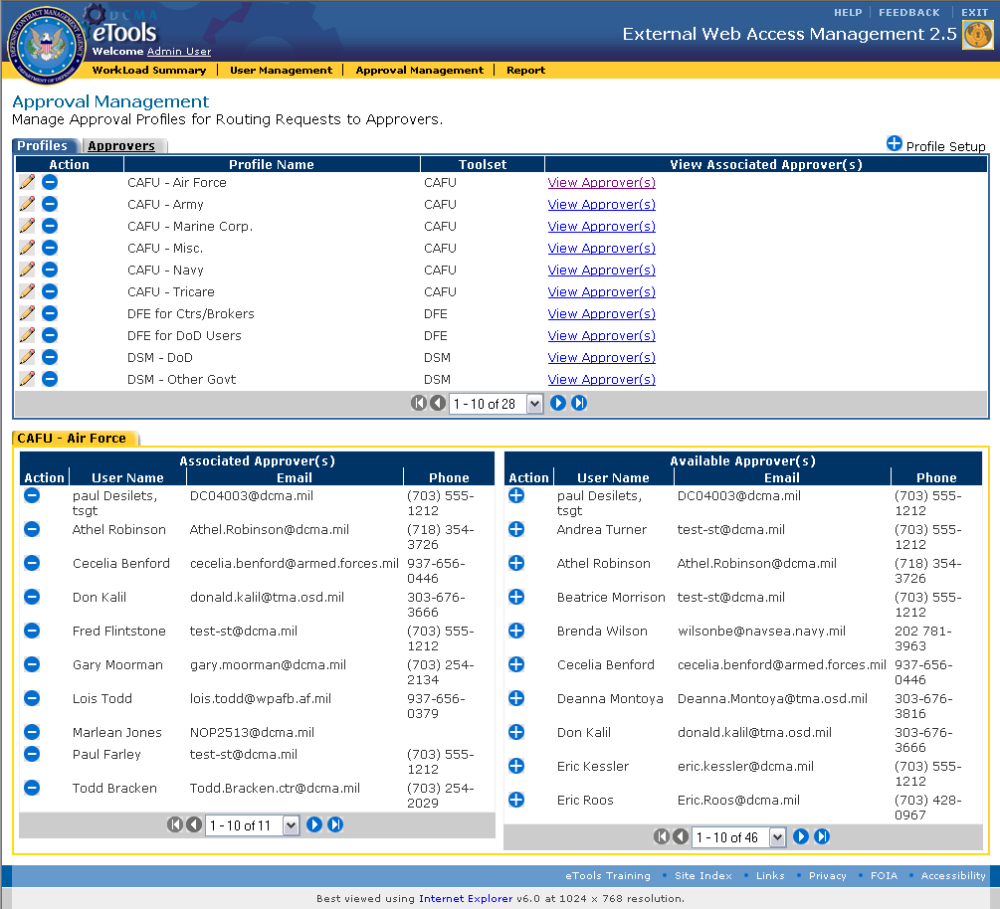 HELP FEEDBACK EXIT
DCMA
eTools
Welcome Admin User
External Web Access Management 2.5
WorkLoad Summary User Management Approval Management Report
Approval Management
Manage Approval Profiles for Routing Requests to Approvers.
Profiles Approvers Profile Setup
Action Profile Name Toolset View Associated Approver(s)
CAFU - Air Force CAFU View Approver(s)
CAFU - Army CAFU View Approver(s)
CAFU - Marine Corp. CAFU View Approver(s)
CAFU - Misc. CAFU View Approver(s)
CAFU - Navy CAFU View Approver(s)
CAFU - Tricare CAFU View Approver(s)
DFE for Ctrs/Brokers DFE View Approver(s)
DFE for DoD Users DFE View Approver(s)
DSM - DoD DSM View Approver(s)
DSM - Other Govt DSM View Approver(s)
1 - 10 of 28
CAFU - Air Force
Associated Approver(s)
Action User Name Email Phone
paul Desilets, DC04003@dcma.mil (703) 555-
tsgt 1212
Athel Robinson Athel.Robinson@dcma.mil (718) 354-
3726
Cecelia Benford cecelia.benford@armed.forces.mil 937-656-
0446
Don Kalil donald.kalil@tma.osd.mil 303-676-
3666
Fred Flintstone test-st@dcma.mil (703) 555-
1212
Gary Moorman gary.moorman@dcma.mil (703) 254-
2134
Lois Todd lois.todd@wpafb.af.mil 937-656-
0379
Marlean Jones NOP2513@dcma.mil
Paul Farley test-st@dcma.mil (703) 555-
1212
Todd Bracken Todd.Bracken.ctr@dcma.mil (703) 254-
2029
1 - 10 of 11
Available Approver(s)
Action User Name Email Phone
paul Desilets, DC04003@dcma.mil (703) 555-
tsgt 1212
Andrea Turner test-st@dcma.mil (703) 555-
1212
Athel Robinson Athel.Robinson@dcma.mil (718) 354-
3726
Beatrice Morrison test-st@dcma.mil (703) 555-
1212
Brenda Wilson wilsonbe@navsea.navy.mil 202 781-
3963
Cecelia Benford cecelia.benford@armed.forces.mil 937-656-
0446
Deanna Montoya Deanna.Montoya@tma.osd.mil 303-676-
3816
Don Kalil donald.kalil@tma.osd.mil 303-676-
3666
Eric Kessler eric.kessler@dcma.mil (703) 555-
1212
Eric Roos Eric.Roos@dcma.mil (703) 428-
0967
1 - 10 of 46
eTools Training • Site Index • Links • Privacy • FOIA • Accessibility
Best viewed using Internet Explorer v6.0 at 1024 × 768 resolution.